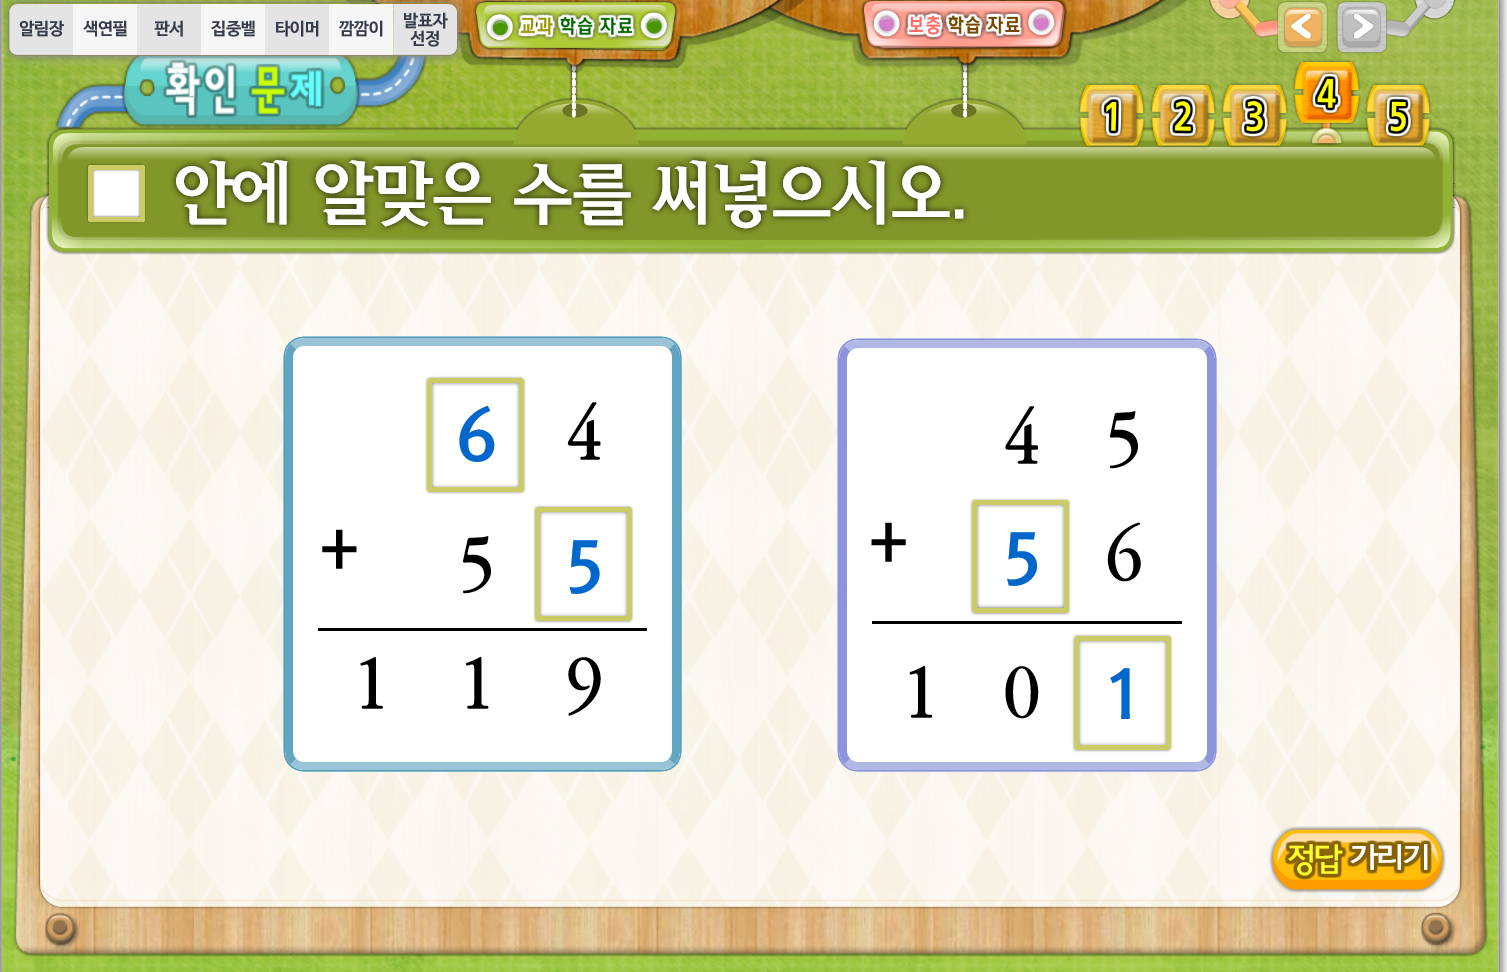 알림장 색연필 판서 집중벨 타이머 깜깜이 발표자 선정
교과 학습 자료 보충 학습 자료
확인 문제
1 2 3 4 5
안에 알맞은 수를 써넣으시오.
6 4
+ 5 5
1 1 9
4 5
+ 5 6
1 0 1
정답 가리기